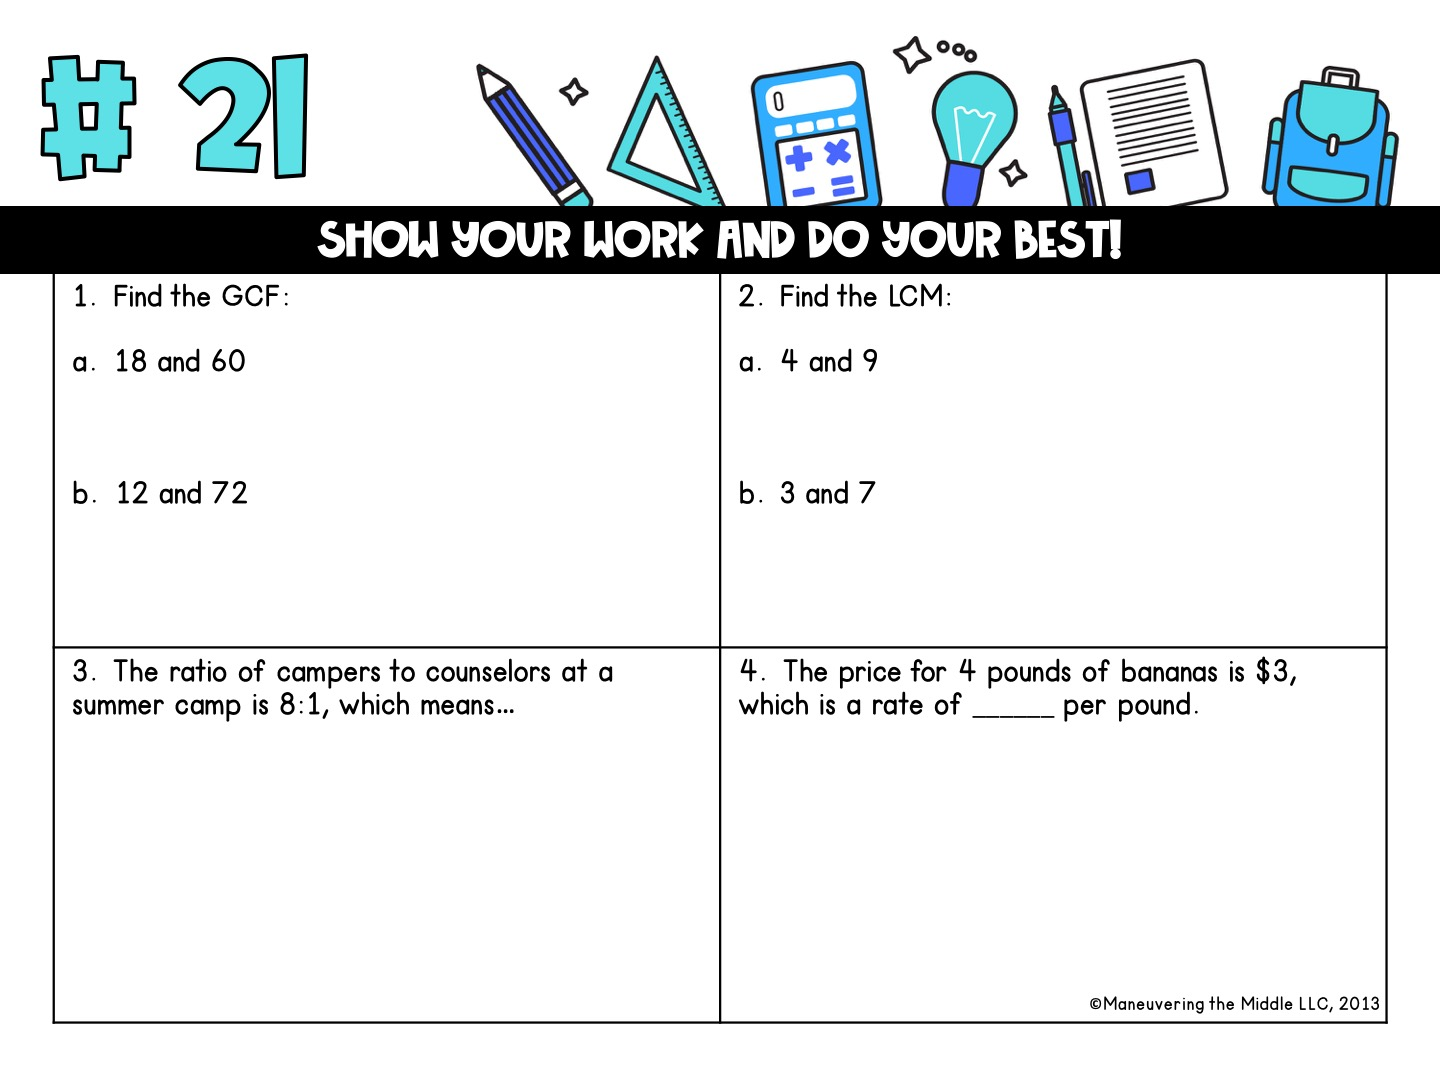 # 21
SHOW YOUR WORK AND DO YOUR BEST!
1. Find the GCF:
a. 18 and 60
b. 12 and 72
2. Find the LCM:
a. 4 and 9
b. 3 and 7
3. The ratio of campers to counselors at a
summer camp is 8:1, which means...
4. The price for 4 pounds of bananas is $3,
which is a rate of ______ per pound.
©Maneuvering the Middle LLC, 2013
0